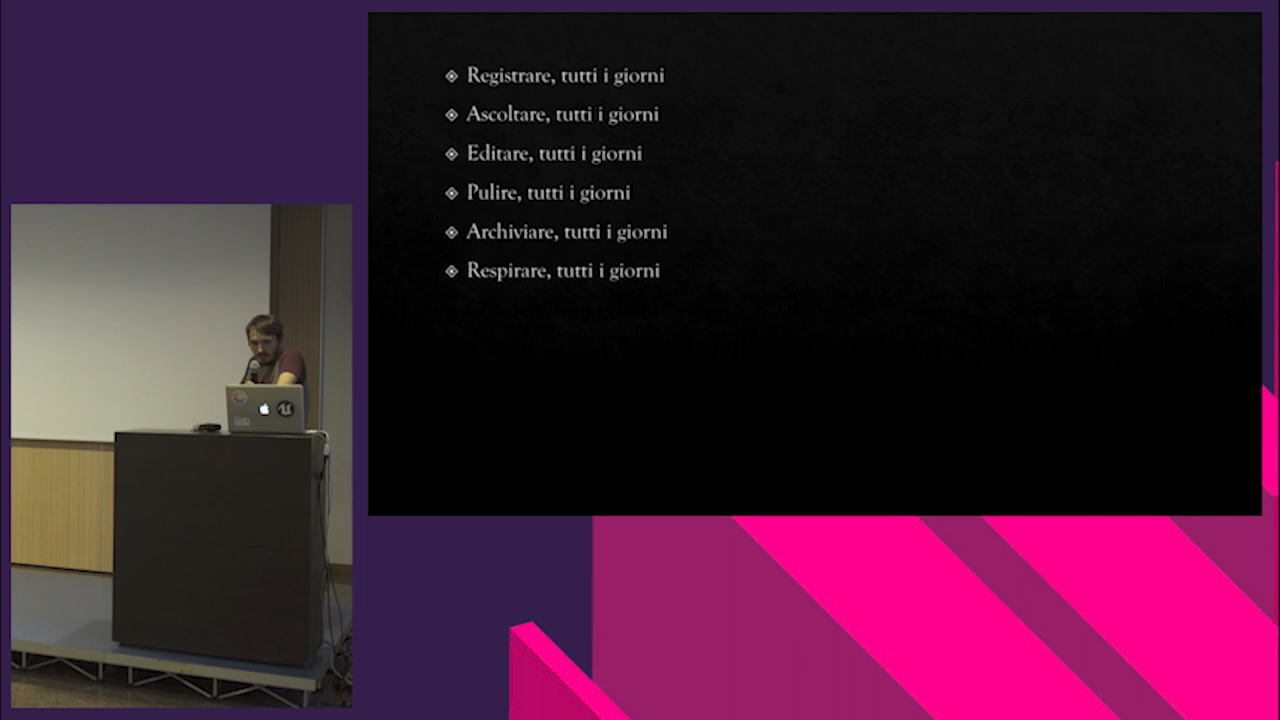 Registrare, tutti i giorni
Ascoltare, tutti i giorni
Editare, tutti i giorni
Pulire, tutti i giorni
Archiviare, tutti i giorni
Respirare, tutti i giorni